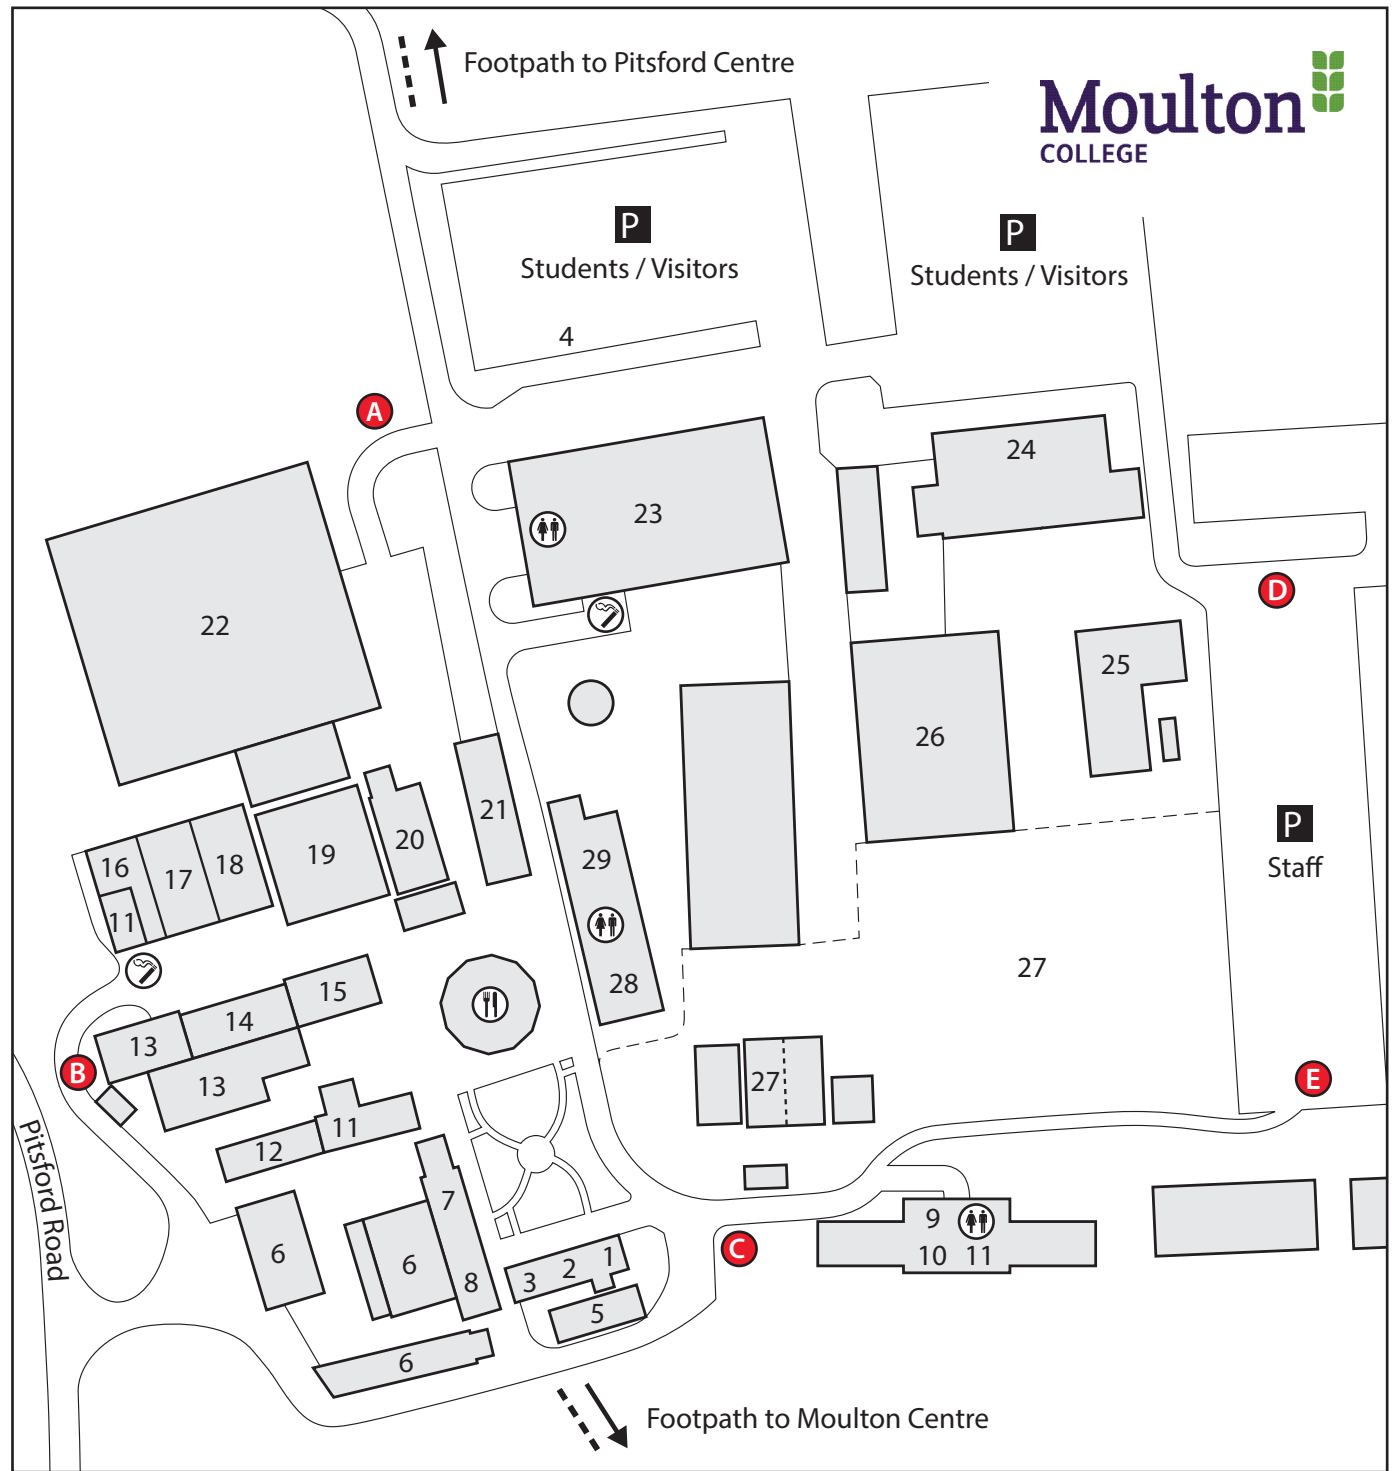 Footpath to Pitsford Centre
Moulton
COLLEGE
P
Students / Visitors
P
Students / Visitors
4
A
24
23
D
22
25
26
21
P
Staff
29
20
19
18
17
16
11
28
27
15
14
13
13
B
27
E
11
12
Pitsford Road
7
9
10
11
C
6
6
8
3
2
1
5
6
Footpath to Moulton Centre